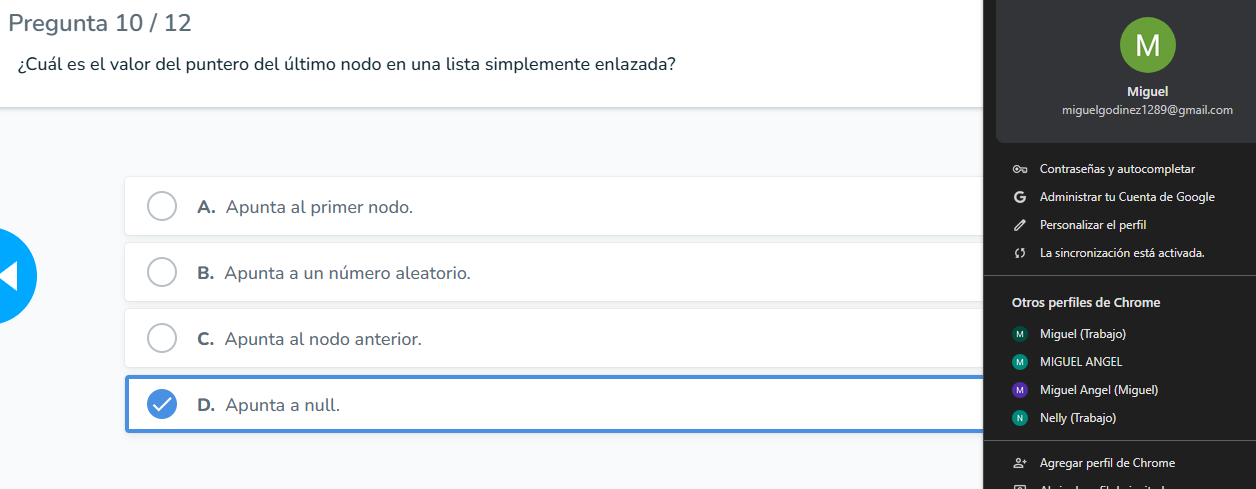 Pregunta 10 / 12
¿Cuál es el valor del puntero del último nodo en una lista simplemente enlazada?
A. Apunta al primer nodo.
B. Apunta a un número aleatorio.
C. Apunta al nodo anterior.
D. Apunta a null.
M
Miguel
miguelgodinez1289@gmail.com
Contraseñas y autocompletar
G Administrar tu Cuenta de Google
Personalizar el perfil
La sincronización está activada.
Otros perfiles de Chrome
M Miguel (Trabajo)
M MIGUEL ANGEL
M Miguel Angel (Miguel)
N Nelly (Trabajo)
Agregar perfil de Chrome